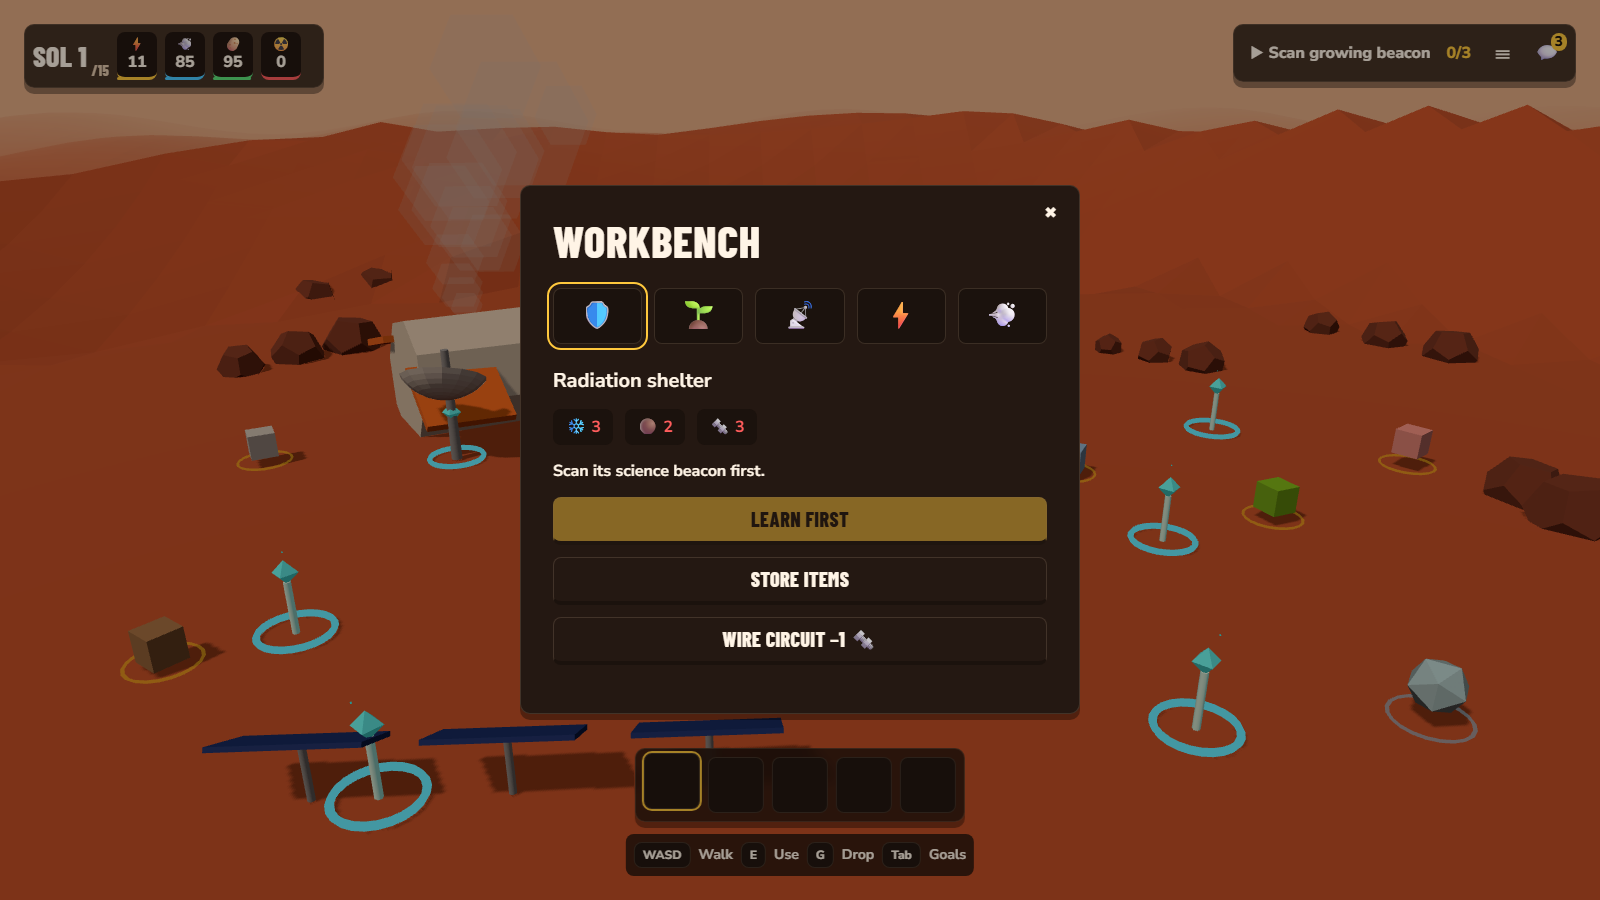 SOL 1 /15
11 85 95 0
Scan growing beacon 0/3
3
WORKBENCH
Radiation shelter
3 2 3
Scan its science beacon first.
LEARN FIRST
STORE ITEMS
WIRE CIRCUIT –1
WASD Walk E Use G Drop Tab Goals